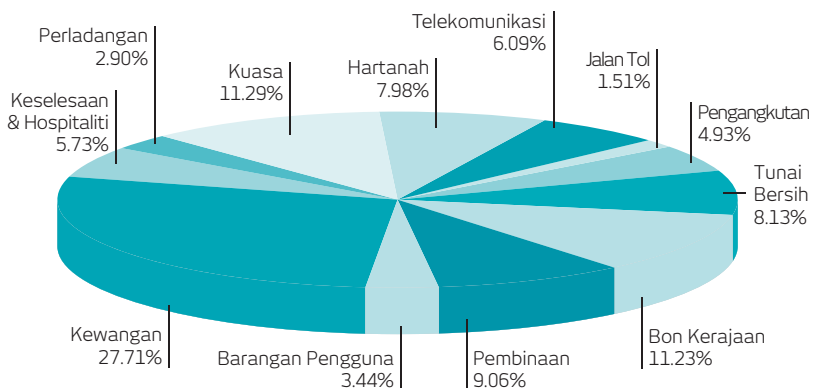 Telekomunikasi
6.09%
Perladangan
2.90%
Kuasa
11.29%
Hartanah
7.98%
Jalan Tol
1.51%
Keselesaan
& Hospitaliti
5.73%
Pengangkutan
4.93%
Tunai
Bersih
8.13%
Kewangan
27.71%
Barangan Pengguna
3.44%
Pembinaan
9.06%
Bon Kerajaan
11.23%